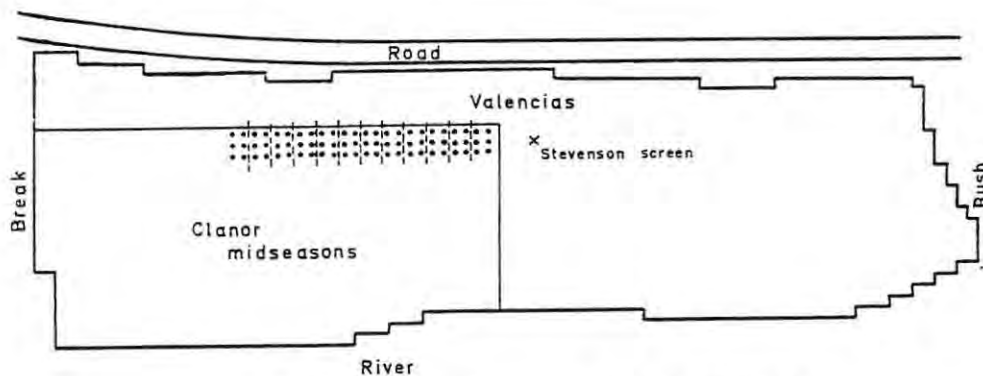 Road
Valencias
Stevenson screen
Break
Bush
Clanor
midseasons
River